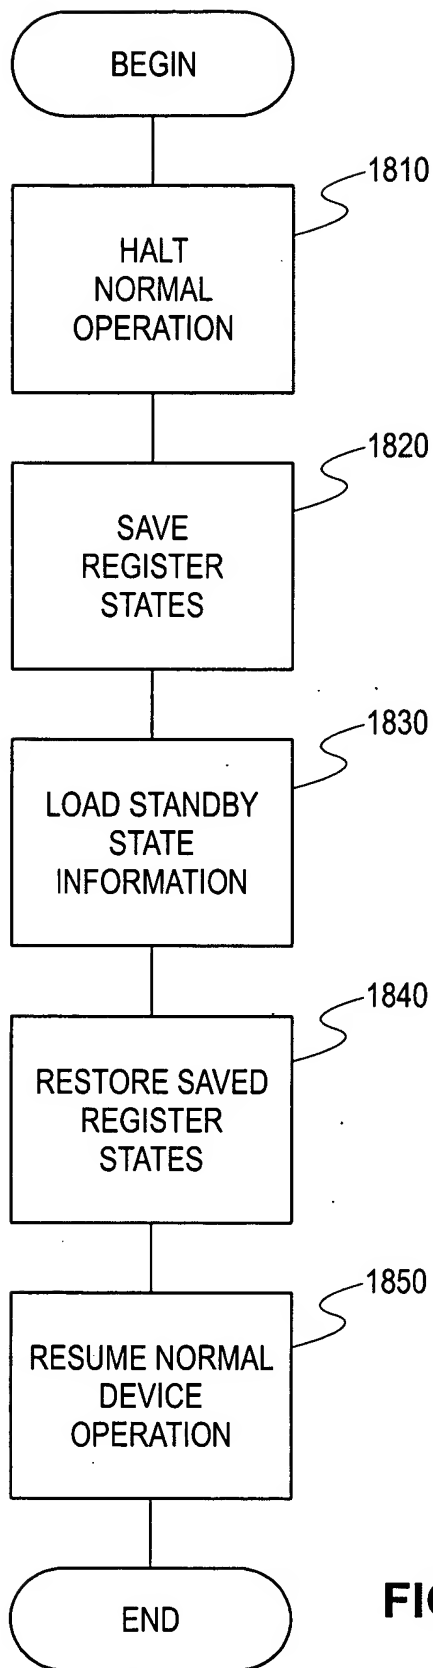 BEGIN
1810
HALT
NORMAL
OPERATION
1820
SAVE
REGISTER
STATES
1830
LOAD STANDBY
STATE
INFORMATION
1840
RESTORE SAVED
REGISTER
STATES
1850
RESUME NORMAL
DEVICE
OPERATION
END